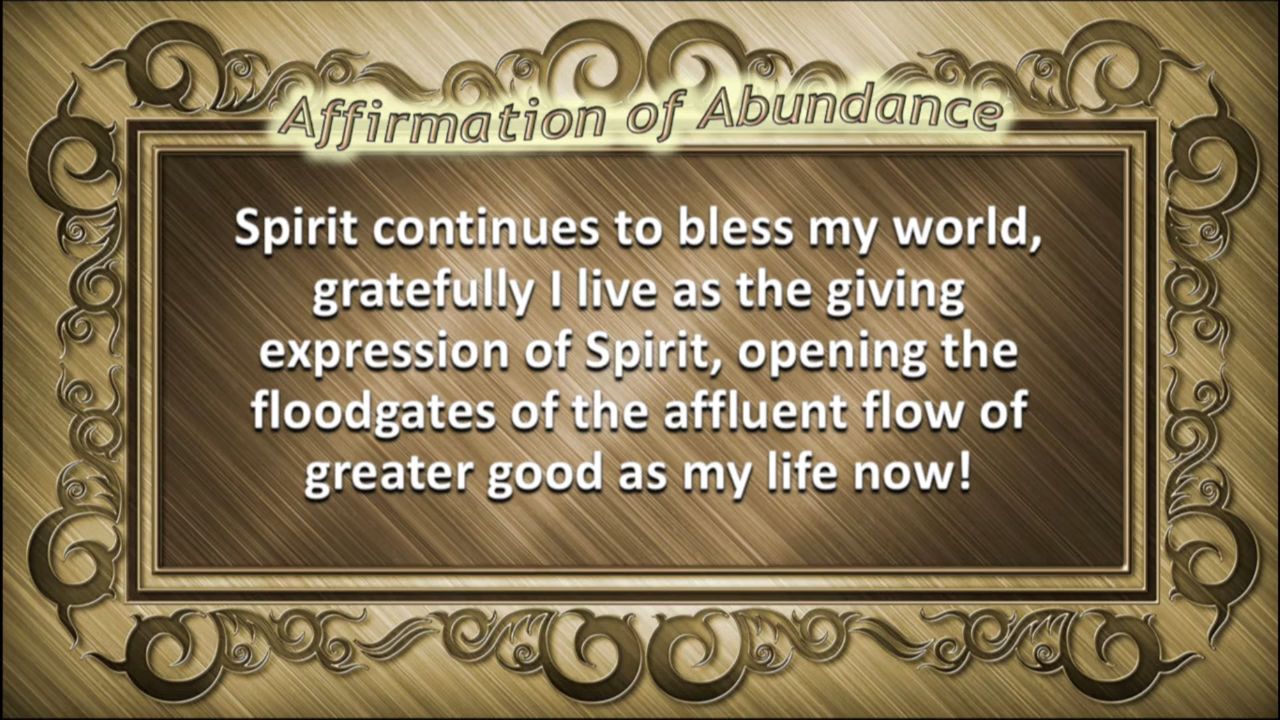 Affirmation of Abundance
Spirit continues to bless my world,
gratefully I live as the giving
expression of Spirit, opening the
floodgates of the affluent flow of
greater good as my life now!